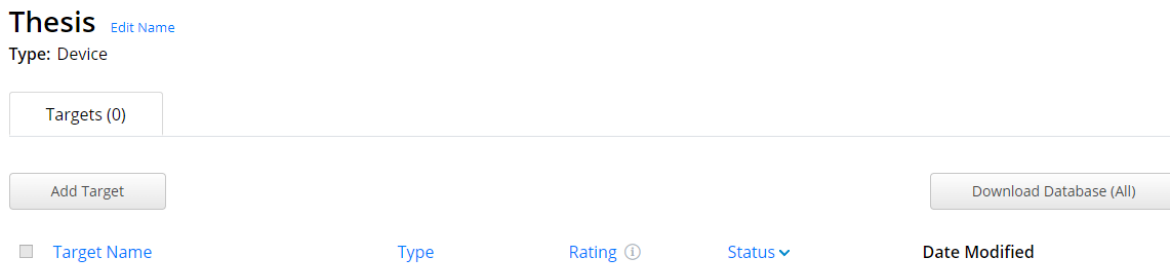 Thesis Edit Name
Type: Device
Targets (0)
Add Target Download Database (All)
Target Name Type Rating Status Date Modified